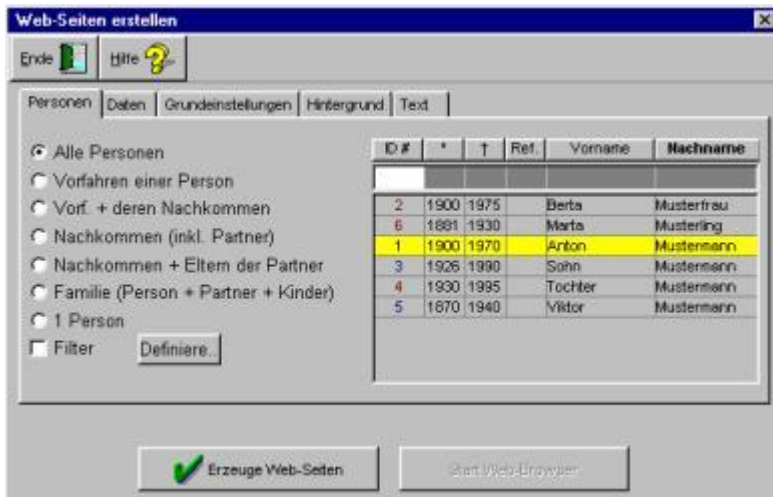 Web-Seiten erstellen
Ende Hilfe
Personen Daten Grundeinstellungen Hintergrund Text
Alle Personen
Vorfahren einer Person
Vorf. + deren Nachkommen
Nachkommen (inkl. Partner)
Nachkommen + Eltern der Partner
Familie (Person + Partner + Kinder)
1 Person
Filter Definiere..
ID # * † Ref. Vorname Nachname
2 1900 1975 Berta Musterfrau
6 1881 1930 Marta Musterling
1 1900 1970 Anton Mustermann
3 1926 1990 Sohn Mustermann
4 1930 1995 Tochter Mustermann
5 1870 1940 Viktor Mustermann
Erzeuge Web-Seiten Start Web-Browser